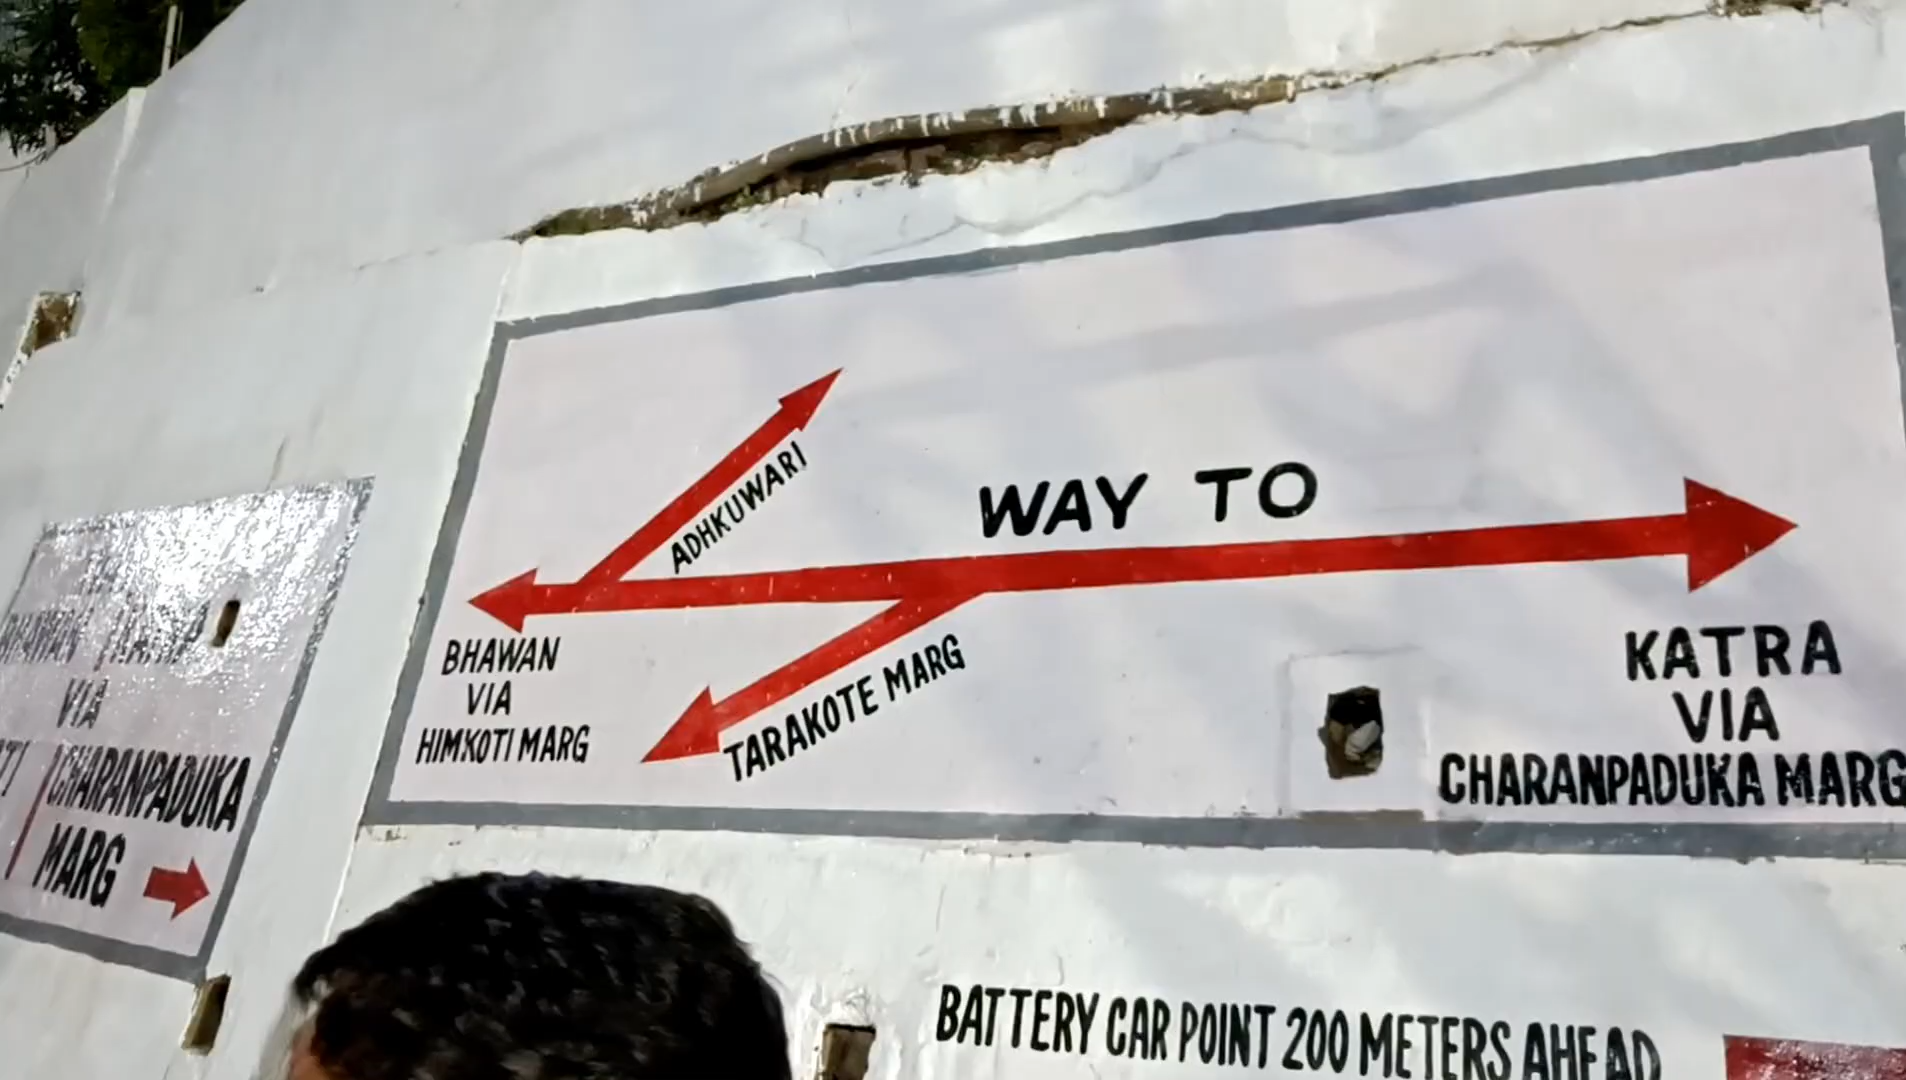 WAY TO
ADHKUWARI
BHAWAN
VIA
HIMKOTI MARG
TARAKOTE MARG
KATRA
VIA
CHARANPADUKA MARG
VIA
CHARANPADUKA
MARG
BATTERY CAR POINT 200 METERS AHEAD